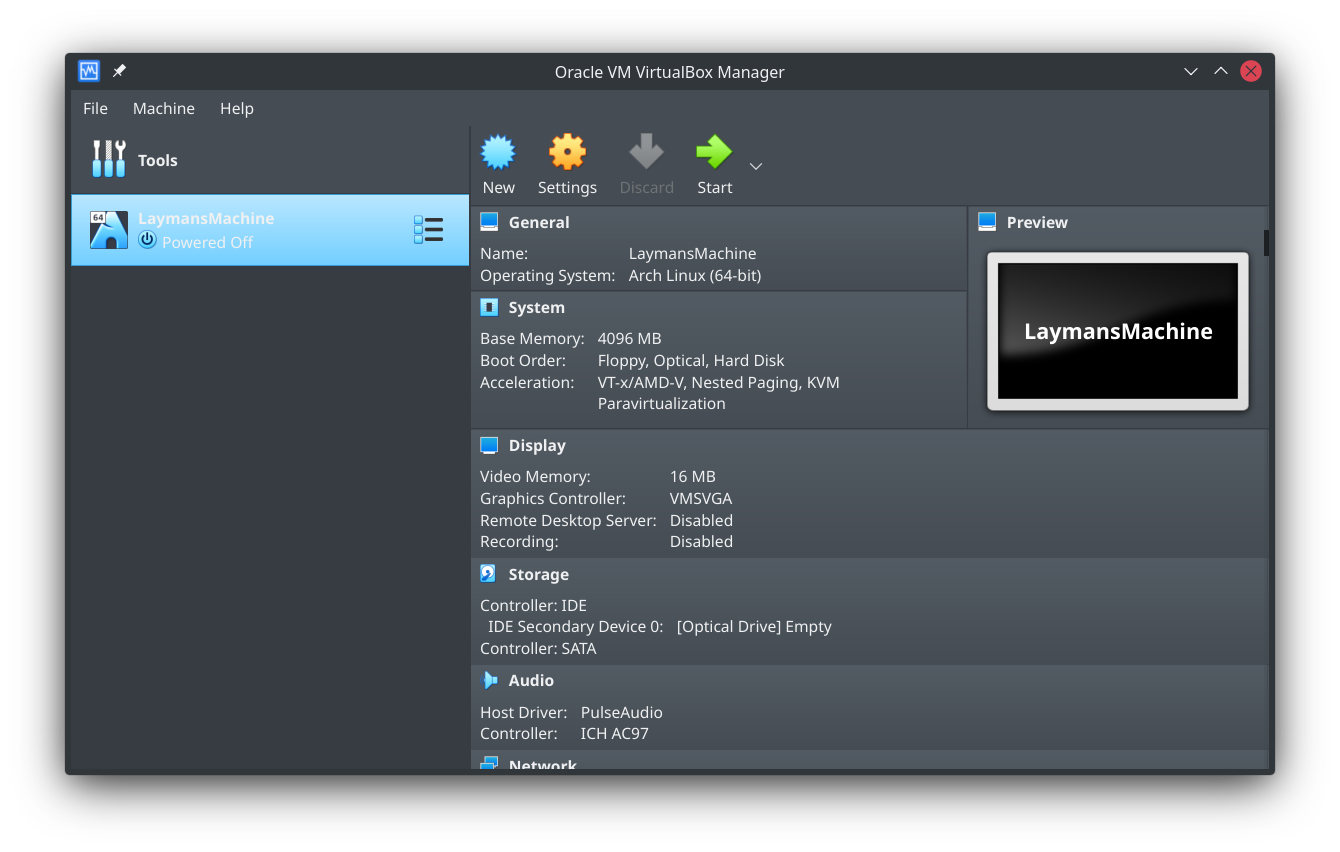 Oracle VM VirtualBox Manager
File Machine Help
Tools
64
LaymansMachine
Powered Off
New Settings Discard Start
General
Name: LaymansMachine
Operating System: Arch Linux (64-bit)
System
Base Memory: 4096 MB
Boot Order: Floppy, Optical, Hard Disk
Acceleration: VT-x/AMD-V, Nested Paging, KVM
Paravirtualization
Preview
LaymansMachine
Display
Video Memory: 16 MB
Graphics Controller: VMSVGA
Remote Desktop Server: Disabled
Recording: Disabled
Storage
Controller: IDE
IDE Secondary Device 0: [Optical Drive] Empty
Controller: SATA
Audio
Host Driver: PulseAudio
Controller: ICH AC97
Network